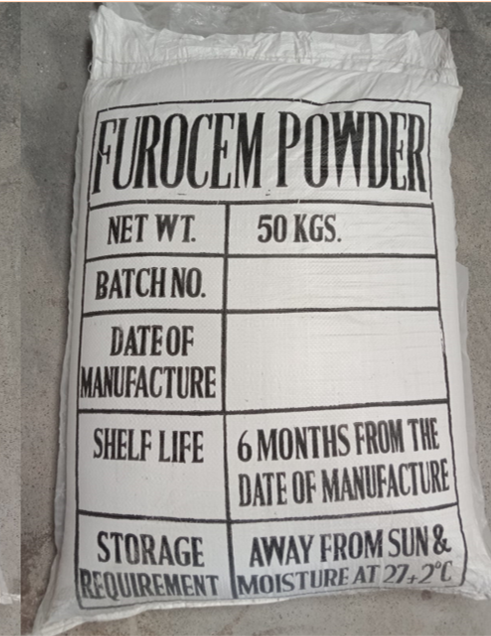 FUROCEM POWDER
NET WT. 50 KGS.
BATCH NO.
DATE OF
MANUFACTURE
SHELF LIFE 6 MONTHS FROM THE
DATE OF MANUFACTURE
STORAGE AWAY FROM SUN &
REQUIREMENT MOISTURE AT 27±2°C